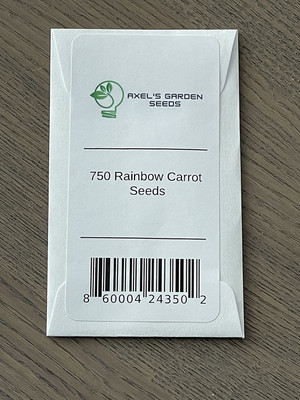 AXEL'S GARDEN
SEEDS
750 Rainbow Carrot
Seeds
8 60004 24350 2